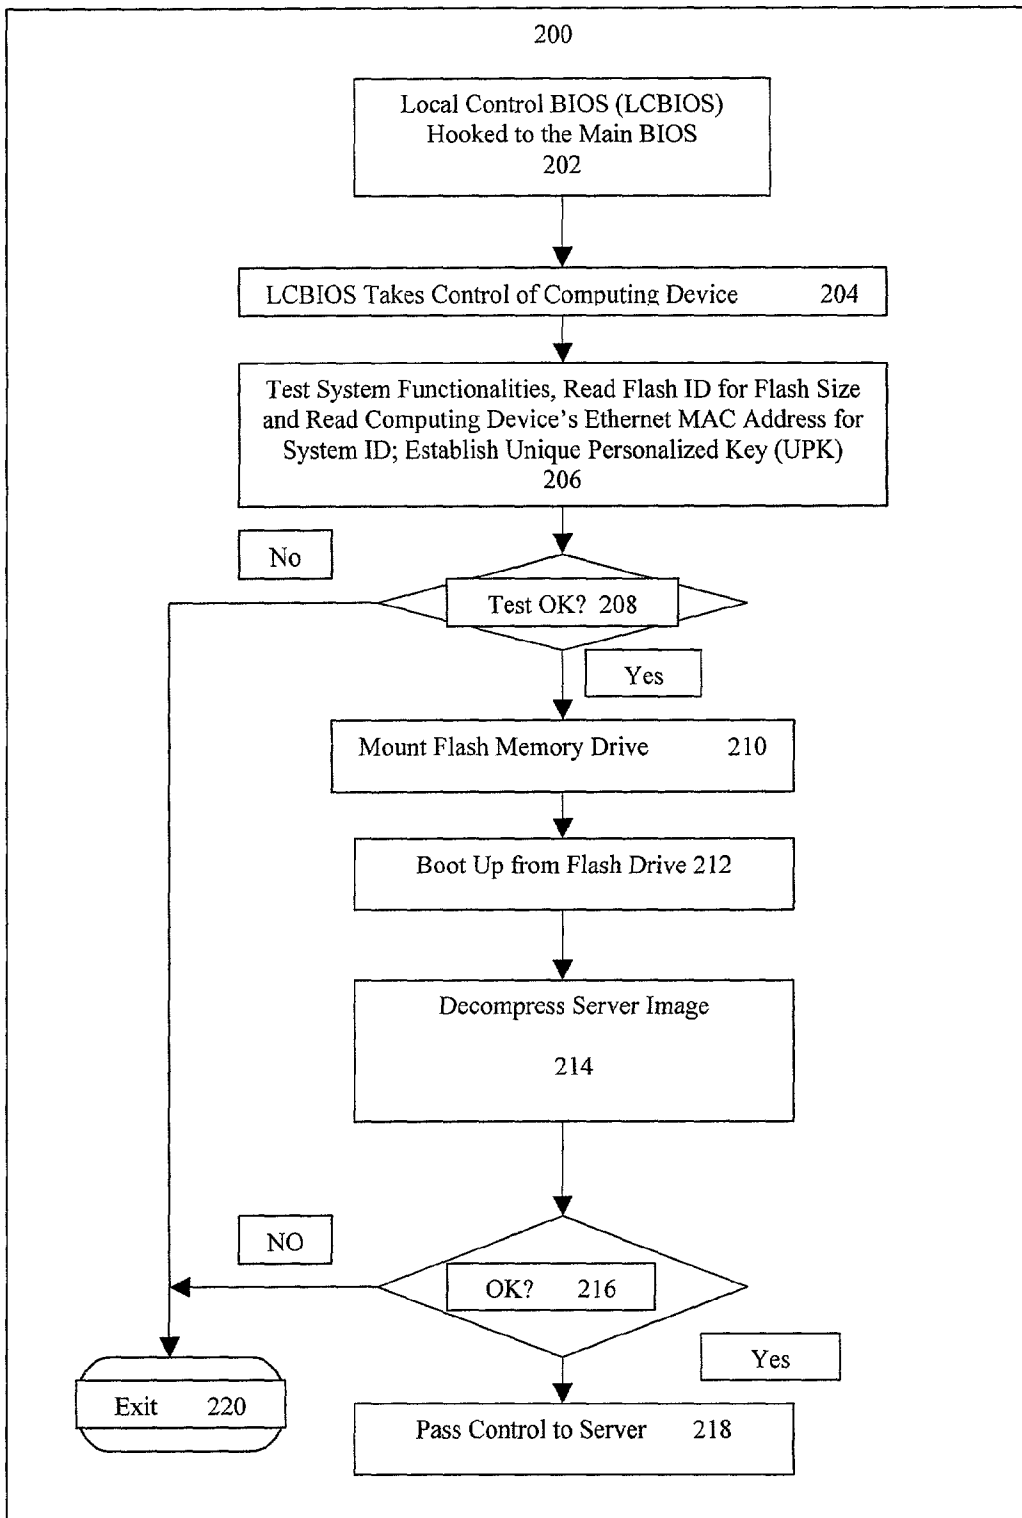 200
Local Control BIOS (LCBIOS)
Hooked to the Main BIOS
202
LCBIOS Takes Control of Computing Device 204
Test System Functionalities, Read Flash ID for Flash Size
and Read Computing Device's Ethernet MAC Address for
System ID; Establish Unique Personalized Key (UPK)
206
No
Test OK? 208
Yes
Mount Flash Memory Drive 210
Boot Up from Flash Drive 212
Decompress Server Image
214
NO
OK? 216
Yes
Exit 220
Pass Control to Server 218